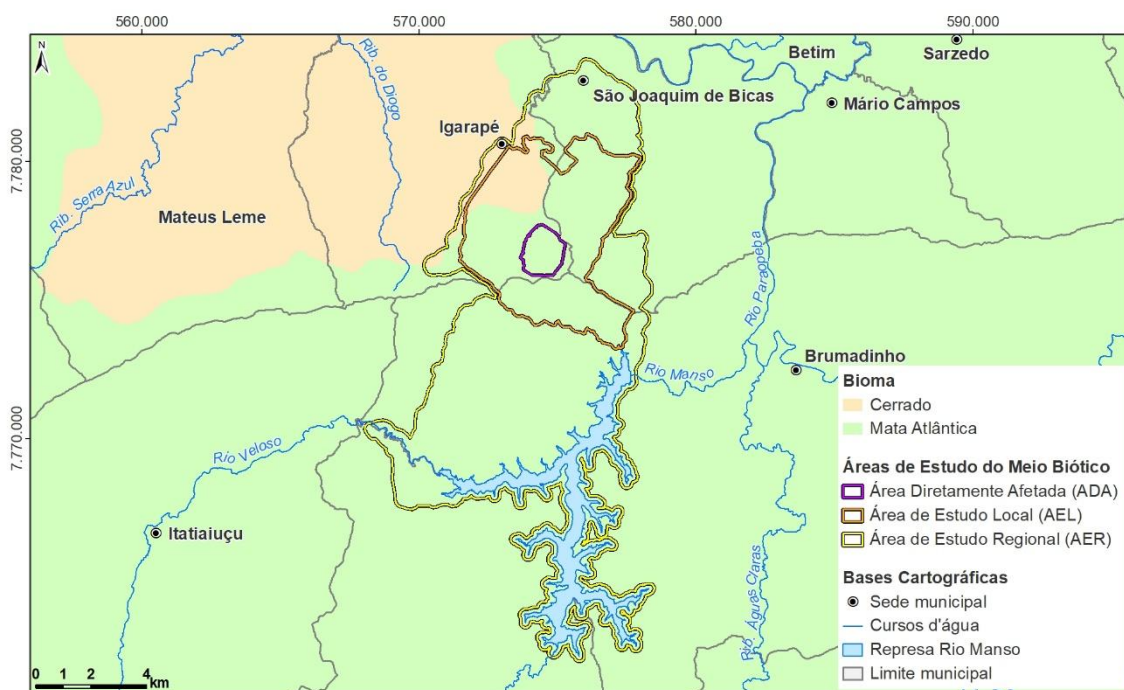 560.000
570.000
580.000
590.000
N
Rib. do Diogo
Betim
Sarzedo
São Joaquim de Bicas
Mário Campos
Igarapé
7.780.000
Rib. Serra Azul
Mateus Leme
Rio Paraopeba
Brumadinho
Rio Manso
Bioma
Cerrado
Mata Atlântica
7.770.000
Rio Veloso
Áreas de Estudo do Meio Biótico
Área Diretamente Afetada (ADA)
Área de Estudo Local (AEL)
Área de Estudo Regional (AER)
Itatiaiuçu
Rib. Águas Claras
Bases Cartográficas
Sede municipal
Cursos d'água
Represa Rio Manso
Limite municipal
0 1 2 4
km